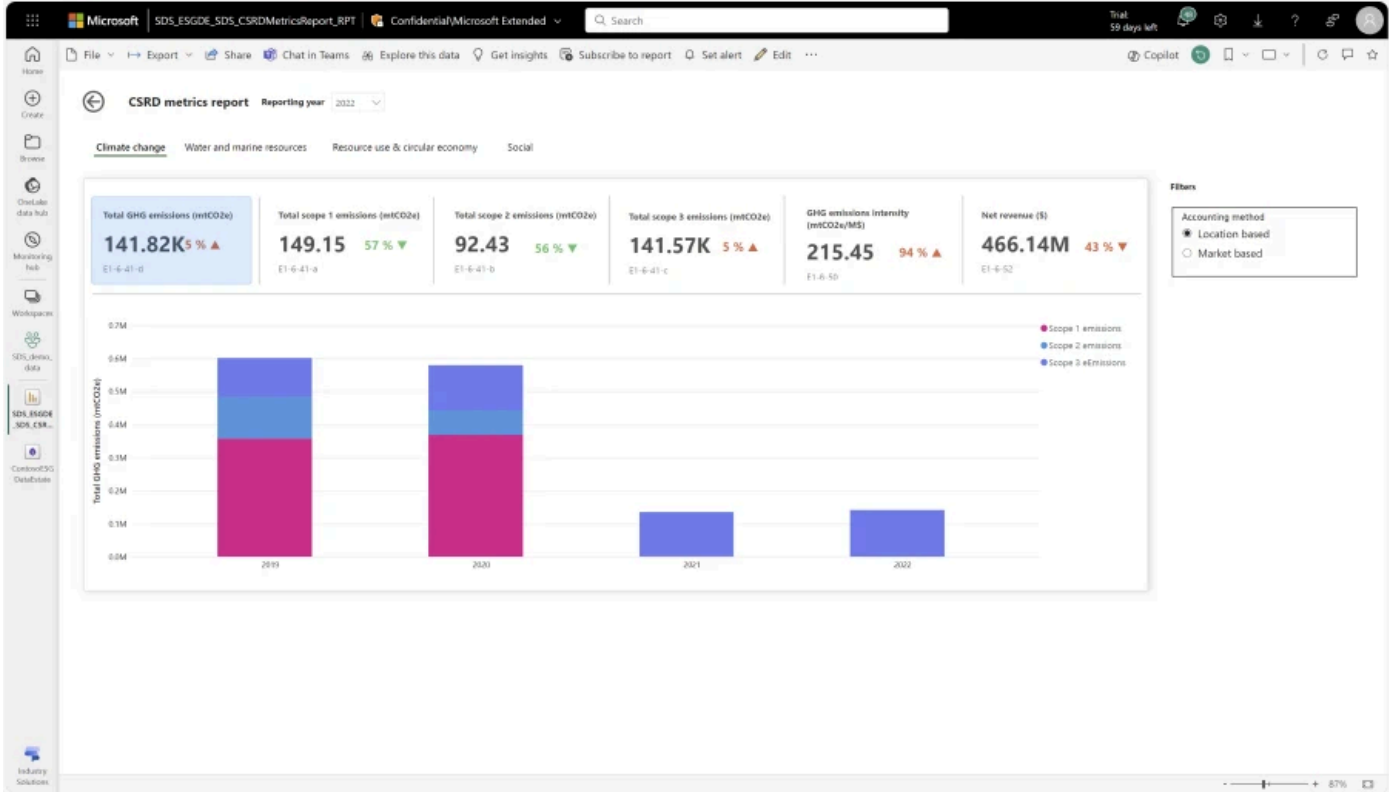 Microsoft SDS_ESGDE_SDS_CSRDMetricsReport_RPT Confidential\Microsoft Extended Search Trial: 59 days left
File Export Share Chat in Teams Explore this data Get insights Subscribe to report Set alert Edit ... Copilot
Home
Create
Browse
OneLake
data hub
Monitoring
hub
Workspaces
SDS_demo_
data
SDS_ESGDE
_SDS_CSR...
ContosoESG
DataEstate
Industry
Solutions
CSRD metrics report Reporting year 2022
Climate change Water and marine resources Resource use & circular economy Social
Total GHG emissions (mtCO2e)
141.82K 5 % ▲
E1-6-41-d
Total scope 1 emissions (mtCO2e)
149.15 57 % ▼
E1-6-41-a
Total scope 2 emissions (mtCO2e)
92.43 56 % ▼
E1-6-41-b
Total scope 3 emissions (mtCO2e)
141.57K 5 % ▲
E1-6-41-c
GHG emissions intensity
(mtCO2e/M$)
215.45 94 % ▲
E1-6-50
Net revenue ($)
466.14M 43 % ▼
E1-6-52
Filters
Accounting method
Location based
Market based
Total GHG emissions (mtCO2e)
0.7M
0.6M
0.5M
0.4M
0.3M
0.2M
0.1M
0.0M
2019 2020 2021 2022
Scope 1 emissions
Scope 2 emissions
Scope 3 eEmissions
- + 87%